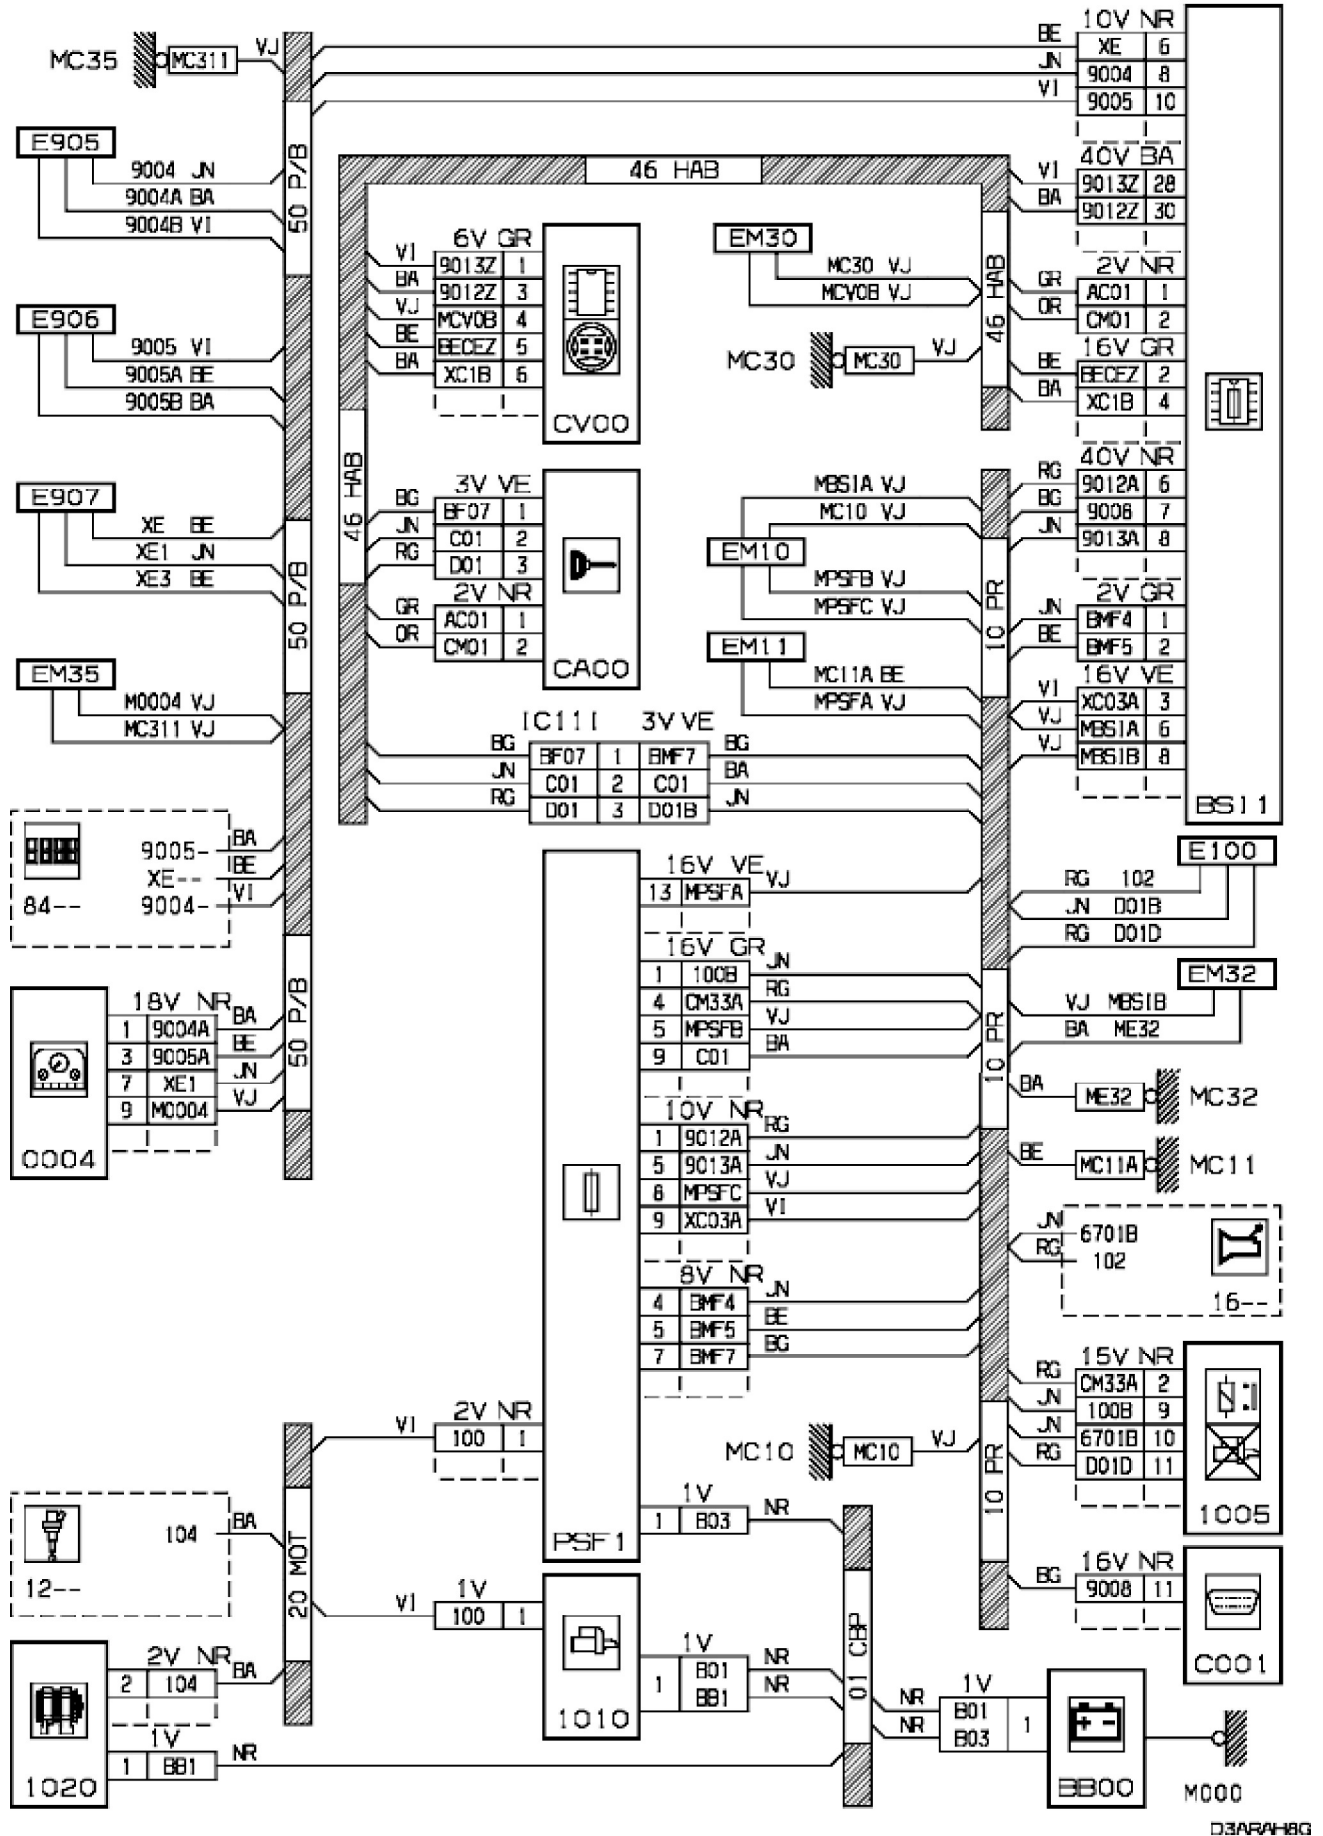 MC35 MC311 VJ
E905
9004 JN
9004A BA
9004B VI
E906
9005 VI
9005A BE
9005B BA
E907
XE BE
XE1 JN
XE3 BE
EM35
M0004 VJ
MC311 VJ
84--
9005- BA
XE-- BE
9004- VI
0004
18V NR
1 9004A BA
3 9005A BE
7 XE1 JN
9 M0004 VJ
12--
104 BA
1020
2V NR
2 104 BA
1V
1 BB1 NR
50 P/B
50 P/B
50 P/B
20 MOT
46 HAB
46 HAB
46 HAB
6V GR
VI 9013Z 1
BA 9012Z 3
VJ MCV0B 4
BE BECEZ 5
BA XC1B 6
CV00
3V VE
BG BF07 1
JN C01 2
RG D01 3
2V NR
GR AC01 1
OR CM01 2
CA00
EM30
MC30 VJ
MCV0B VJ
MC30 MC30 VJ
MBSIA VJ
MC10 VJ
EM10
MPSFB VJ
MPSFC VJ
EM11
MC11A BE
MPSFA VJ
IC111 3V VE
BG BF07 1 BMF7 BG
JN C01 2 C01 BA
RG D01 3 D01B JN
16V VE
13 MPSFA VJ
16V GR
1 100B JN
4 CM33A RG
5 MPSFB VJ
9 C01 BA
10V NR
1 9012A RG
5 9013A JN
8 MPSFC VJ
9 XC03A VI
8V NR
4 BMF4 JN
5 BMF5 BE
7 BMF7 BG
2V NR
VI 100 1
1V
1 B03 NR
PSF1
MC10 MC10 VJ
1V
VI 100 1
1V
1 B01 NR
BB1 NR
1010
01 CBP
1V
NR B01 1
NR B03
BB00
M000
10 PR
10 PR
10 PR
10V NR
BE XE 6
JN 9004 8
VI 9005 10
40V BA
VI 9013Z 28
BA 9012Z 30
2V NR
GR AC01 1
OR CM01 2
16V GR
BE BECEZ 2
BA XC1B 4
40V NR
RG 9012A 6
BG 9008 7
JN 9013A 8
2V GR
JN BMF4 1
BE BMF5 2
16V VE
VI XC03A 3
VJ MBSIA 6
VJ MBSIB 8
BSI1
E100
RG 102
JN D01B
RG D01D
EM32
VJ MBSIB
BA ME32
BA ME32 MC32
BE MC11A MC11
JN 6701B
RG 102
16--
15V NR
RG CM33A 2
JN 100B 9
JN 6701B 10
RG D01D 11
1005
16V NR
BG 9008 11
C001
D3ARAH8G